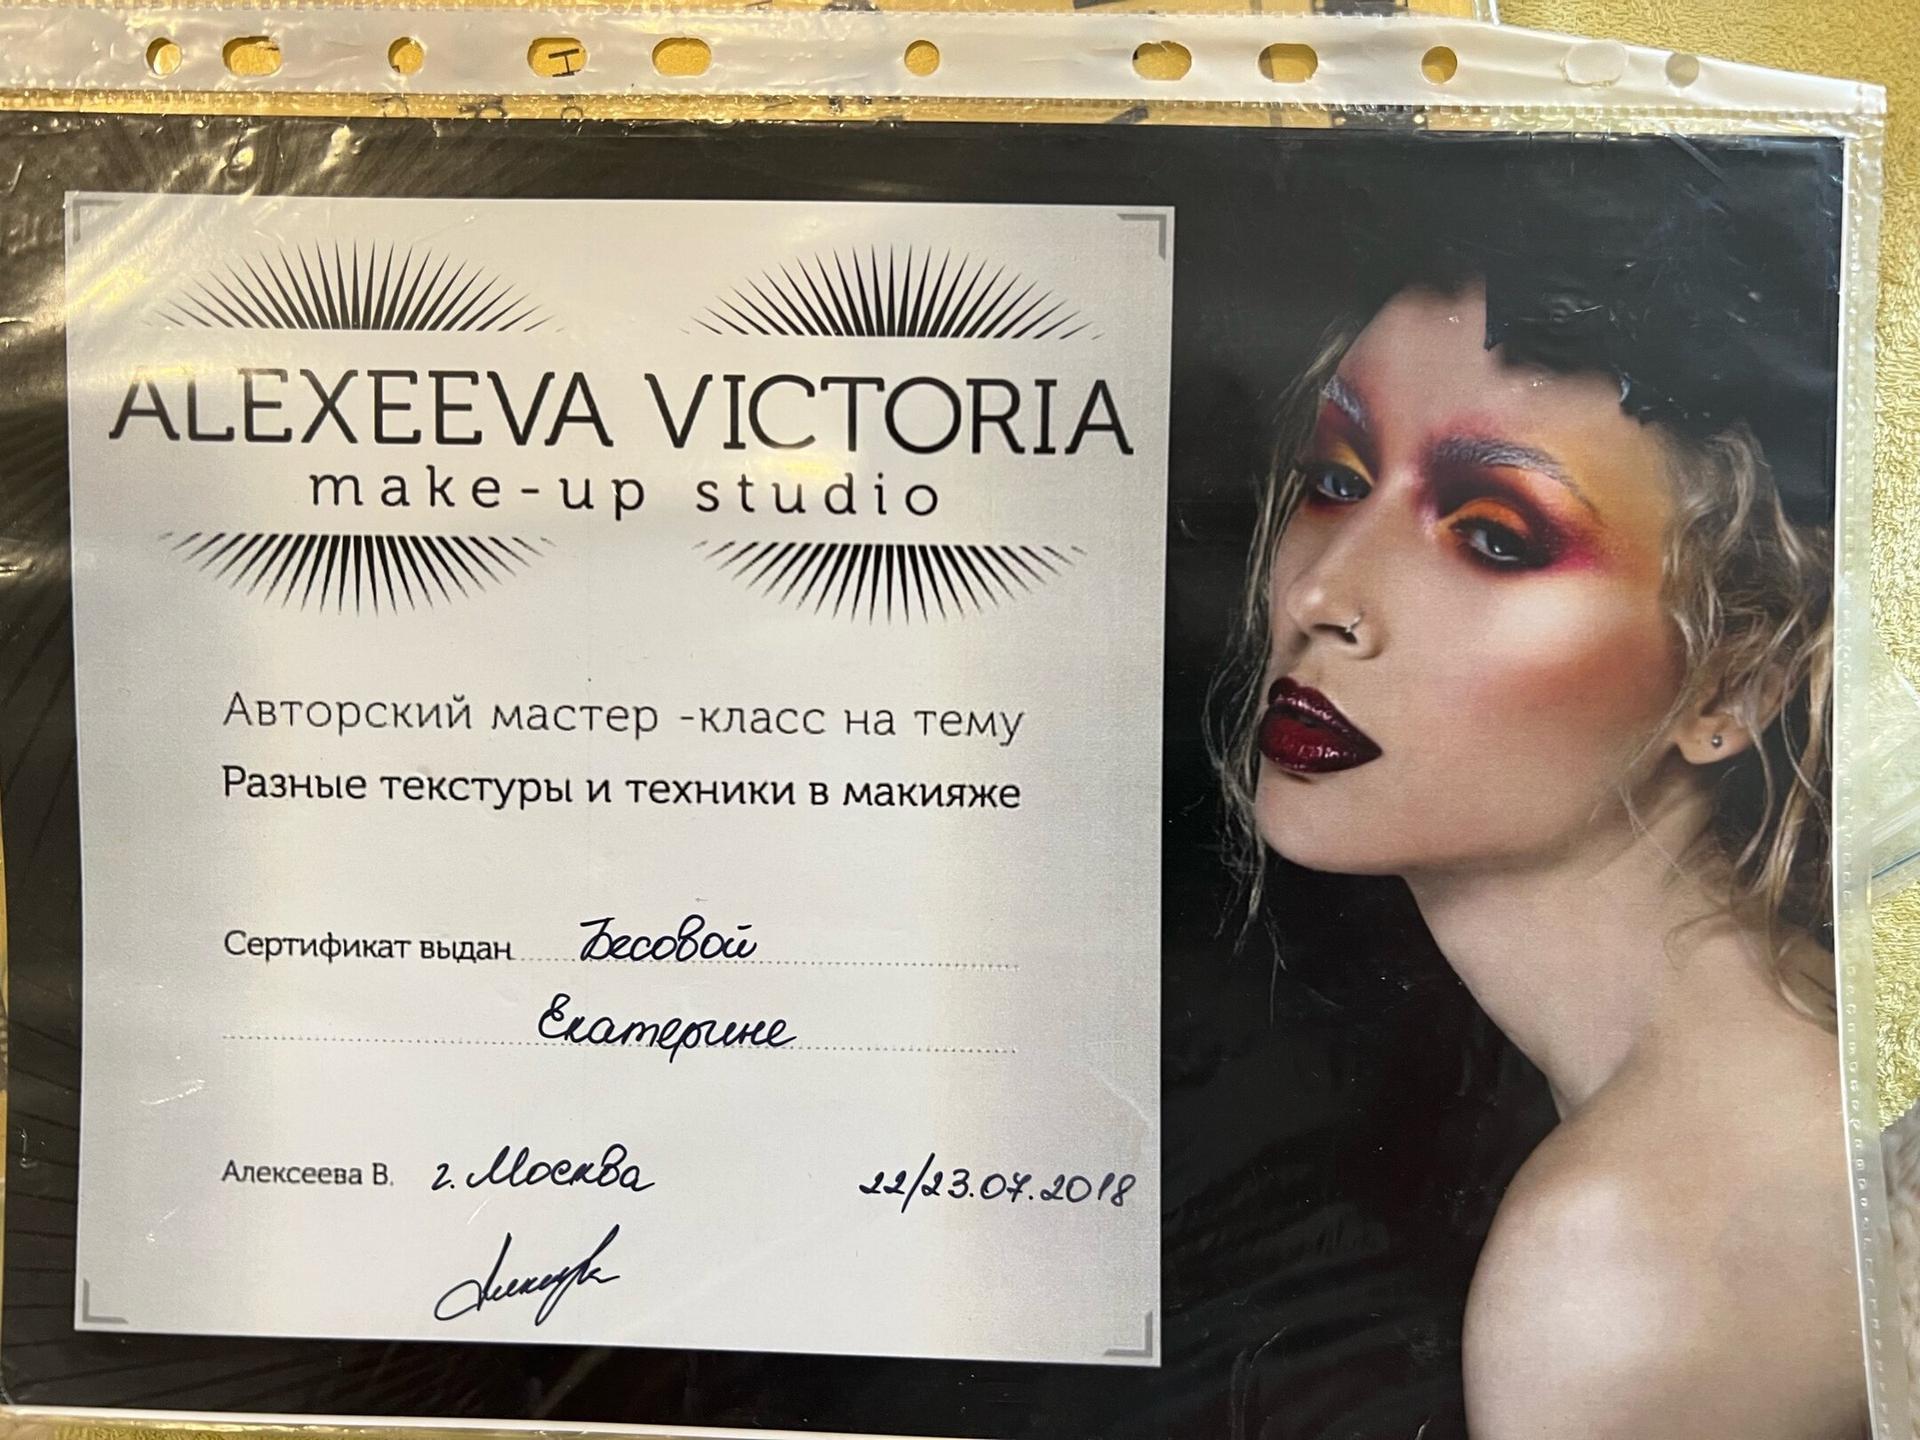 ALEXEEVA VICTORIA
make-up studio
Авторский мастер -класс на тему
Разные текстуры и техники в макияже
Сертификат выдан Бесовой
Екатерине
Алексеева В. г. Москва 22/23.07.2018